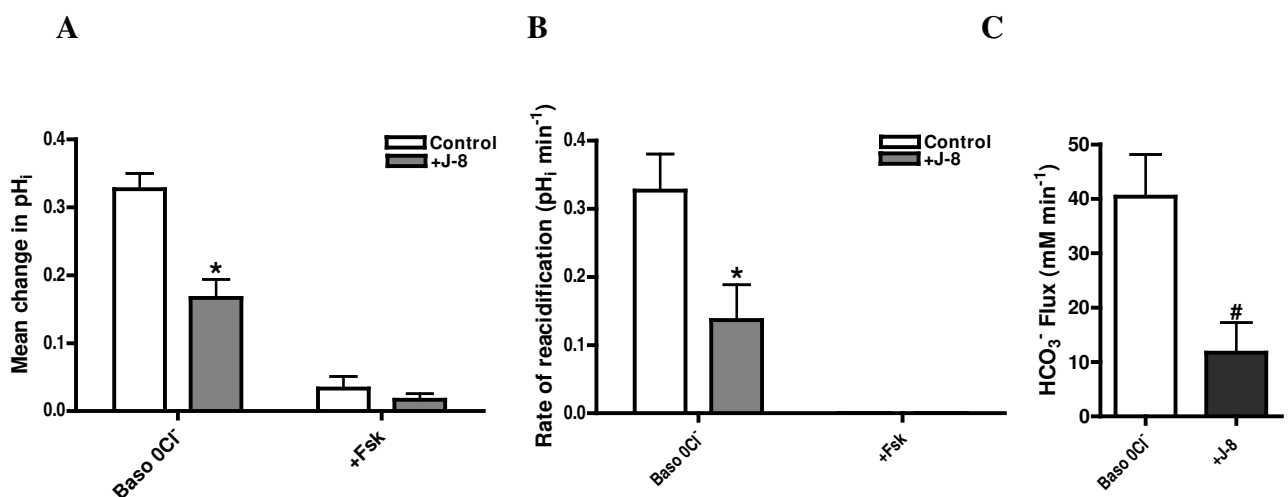 A
B
C
Mean change in pHᵢ
0.4
0.3
0.2
0.1
0.0
Control
+J-8
*
Baso 0Cl⁻
+Fsk
Rate of reacidification (pHᵢ min⁻¹)
0.4
0.3
0.2
0.1
0.0
Control
+J-8
*
Baso 0Cl⁻
+Fsk
HCO₃⁻ Flux (mM min⁻¹)
50
40
30
20
10
0
#
Baso 0Cl⁻
+J-8